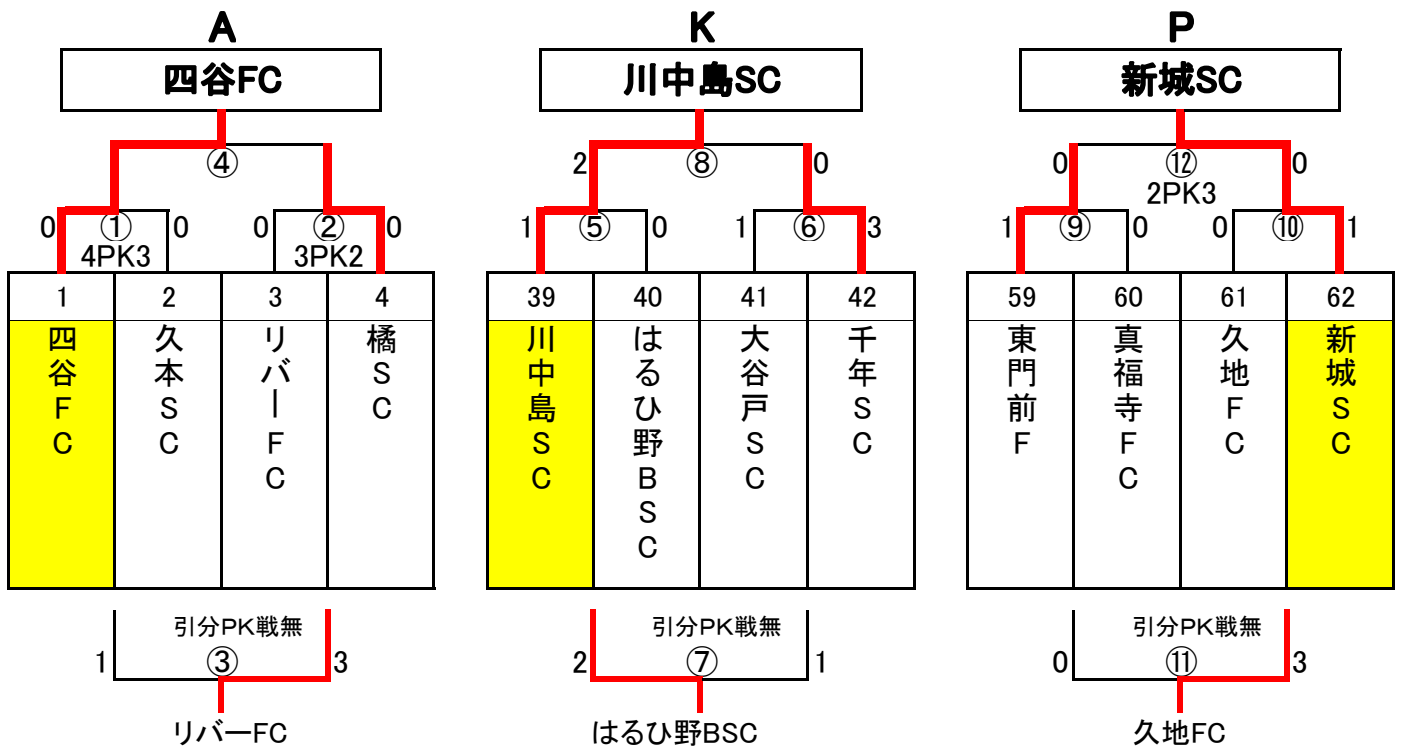 A
四谷FC
④
0
①
0
4PK3
0
②
0
3PK2
1
2
3
4
四谷FC
久本SC
リバーFC
橘SC
引分PK戦無
1
③
3
リバーFC
K
川中島SC
2
⑧
0
1
⑤
0
1
⑥
3
39
40
41
42
川中島SC
はるひ野BSC
大谷戸SC
千年SC
引分PK戦無
2
⑦
1
はるひ野BSC
P
新城SC
0
⑫
0
2PK3
1
⑨
0
0
⑩
1
59
60
61
62
東門前F
真福寺FC
久地FC
新城SC
引分PK戦無
0
⑪
3
久地FC